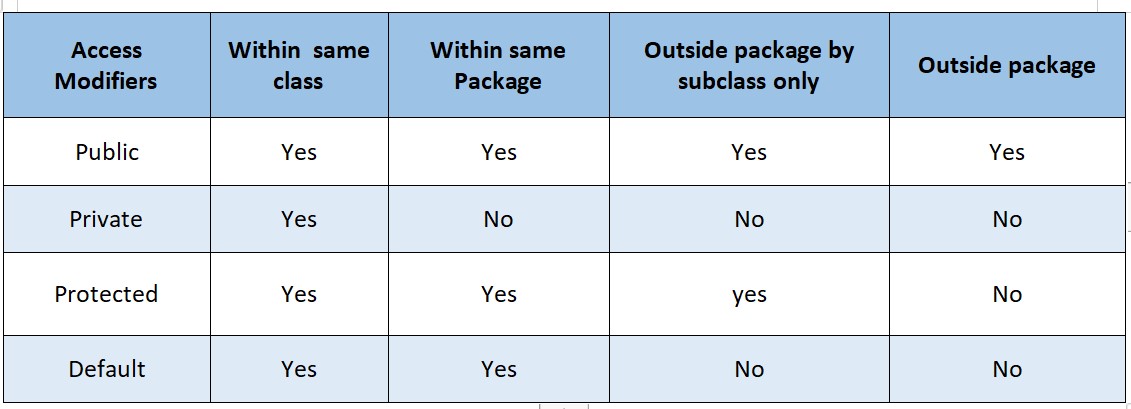 Access Modifiers | Within same class | Within same Package | Outside package by subclass only | Outside package
Public | Yes | Yes | Yes | Yes
Private | Yes | No | No | No
Protected | Yes | Yes | yes | No
Default | Yes | Yes | No | No